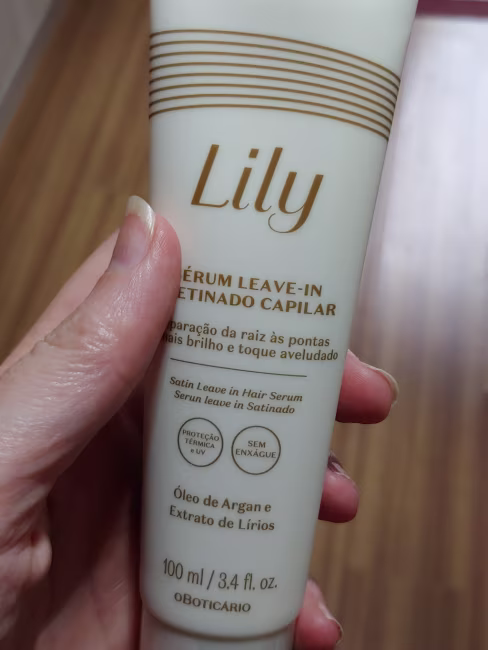 Lily
ÉRUM LEAVE-IN
ETINADO CAPILAR
paração da raiz às pontas
ais brilho e toque aveludado
Satin Leave in Hair Serum
Serun leave in Satinado
PROTEÇÃO
TÉRMICA
e UV
SEM
ENXÁGUE
Óleo de Argan e
Extrato de Lírios
100 ml / 3.4 fl. oz.
oBOTICÁRIO